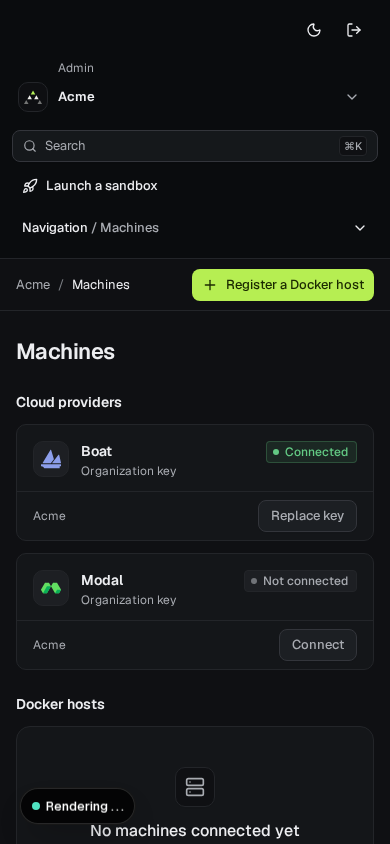 Admin
Acme
Search ⌘K
Launch a sandbox
Navigation / Machines
Acme / Machines
Register a Docker host
Machines
Cloud providers
Boat
Organization key
Connected
Acme
Replace key
Modal
Organization key
Not connected
Acme
Connect
Docker hosts
Rendering ...
No machines connected yet